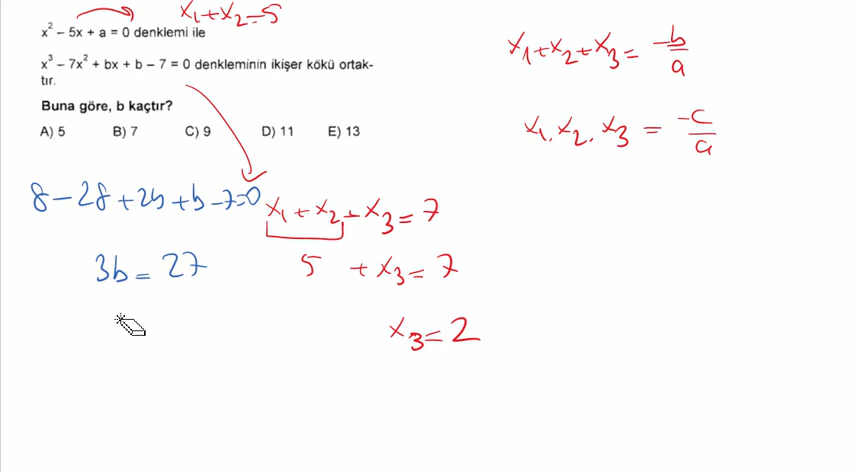 x₁+x₂=5
x² – 5x + a = 0 denklemi ile
x³ – 7x² + bx + b – 7 = 0 denkleminin ikişer kökü ortak-
tır.
Buna göre, b kaçtır?
A) 5 B) 7 C) 9 D) 11 E) 13
x₁+x₂+x₃ = -b/a
x₁.x₂.x₃ = -c/a
8-28+2b+b-7=0
x₁+x₂+x₃=7
3b=27
5 +x₃=7
x₃=2